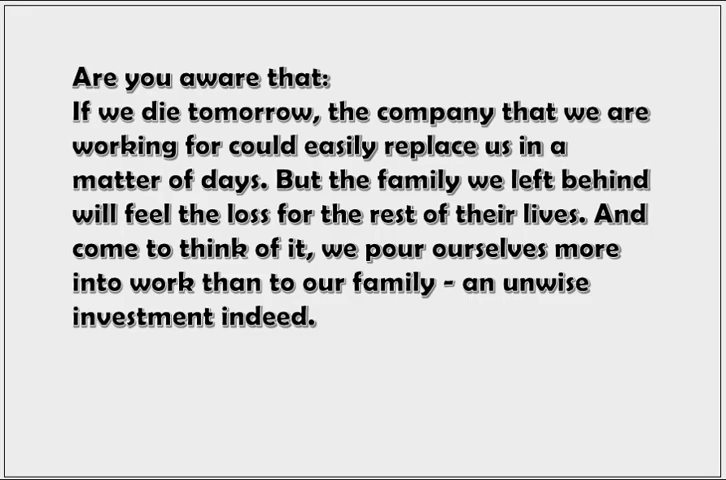 Are you aware that:
If we die tomorrow, the company that we are
working for could easily replace us in a
matter of days. But the family we left behind
will feel the loss for the rest of their lives. And
come to think of it, we pour ourselves more
into work than to our family - an unwise
investment indeed.